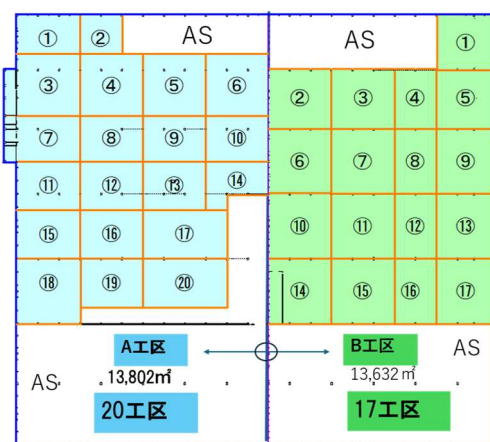 ① ② AS AS ①
③ ④ ⑤ ⑥ ② ③ ④ ⑤
⑦ ⑧ ⑨ ⑩ ⑥ ⑦ ⑧ ⑨
⑪ ⑫ ⑬ ⑭
⑮ ⑯ ⑰ ⑩ ⑪ ⑫ ⑬
⑱ ⑲ ⑳ ⑭ ⑮ ⑯ ⑰
A工区 B工区 AS
AS 13,802㎡ 13,632㎡
20工区 17工区